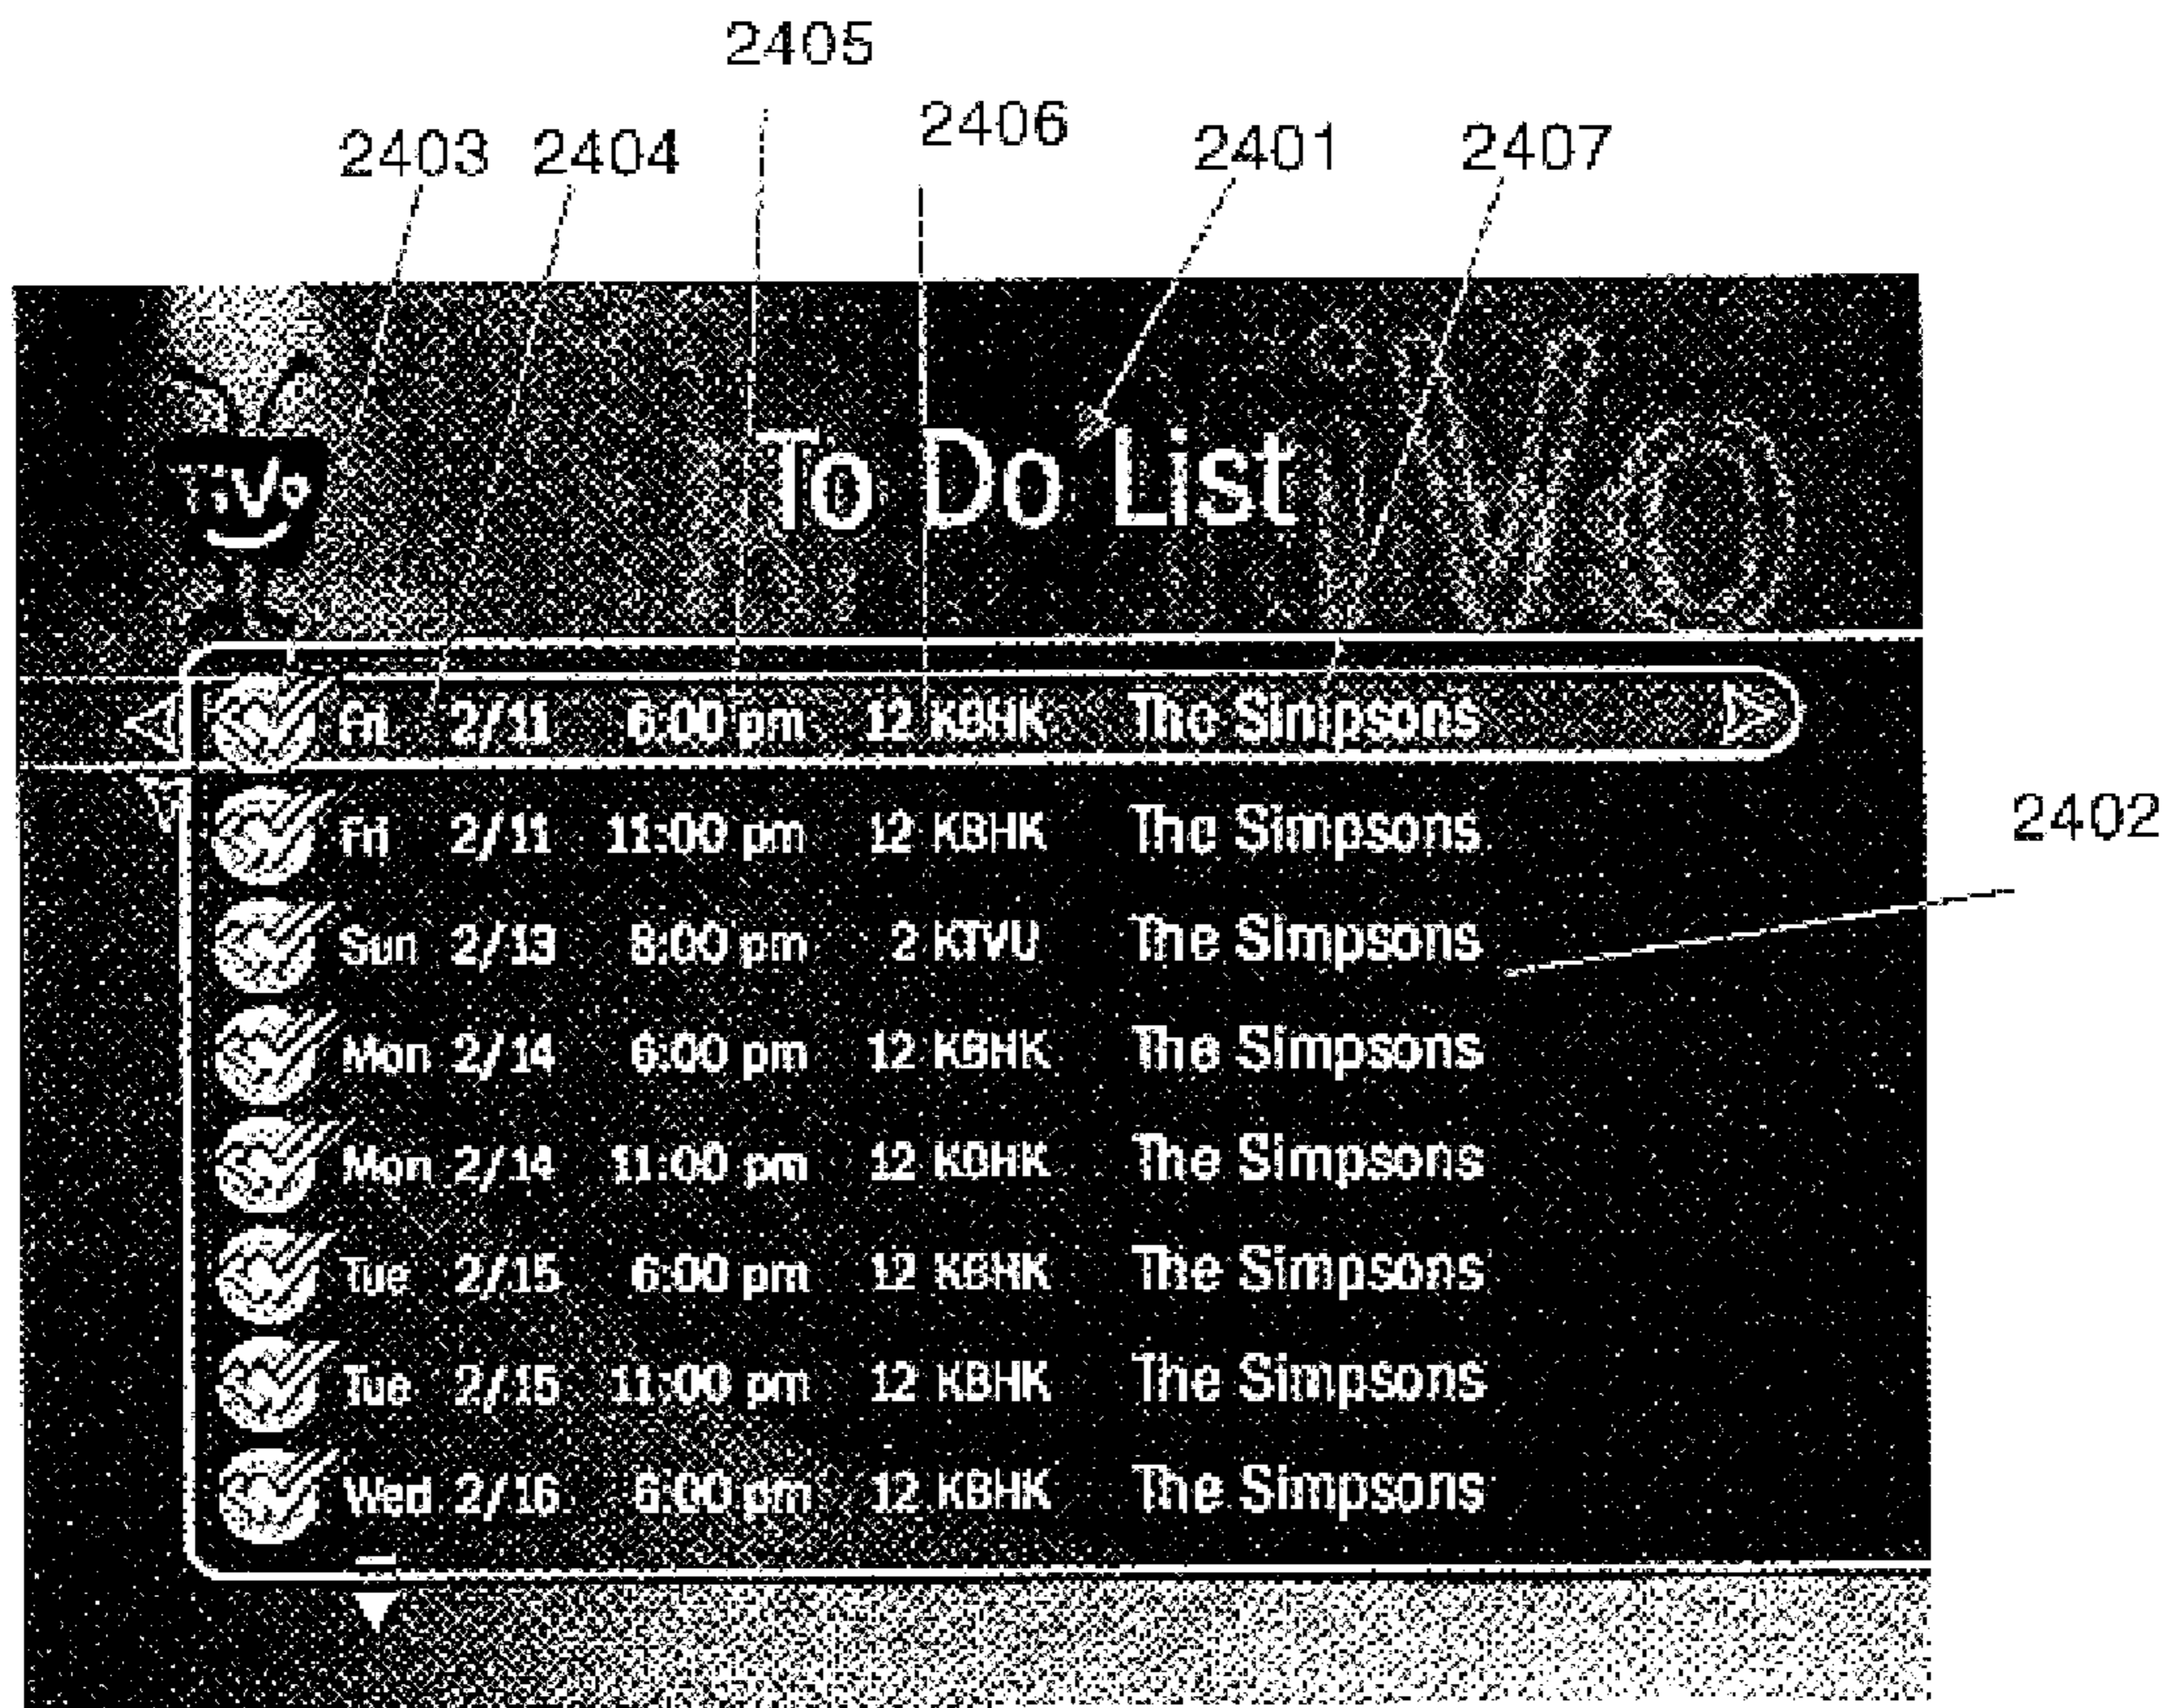 2405
2406
2403 2404 2401 2407
TiVo
To Do List
Fri 2/11 6:00 pm 12 KBHK The Simpsons
Fri 2/11 11:00 pm 12 KBHK The Simpsons
2402
Sun 2/13 8:00 pm 2 KTVU The Simpsons
Mon 2/14 6:00 pm 12 KBHK The Simpsons
Mon 2/14 11:00 pm 12 KBHK The Simpsons
Tue 2/15 6:00 pm 12 KBHK The Simpsons
Tue 2/15 11:00 pm 12 KBHK The Simpsons
Wed 2/16 6:00 pm 12 KBHK The Simpsons